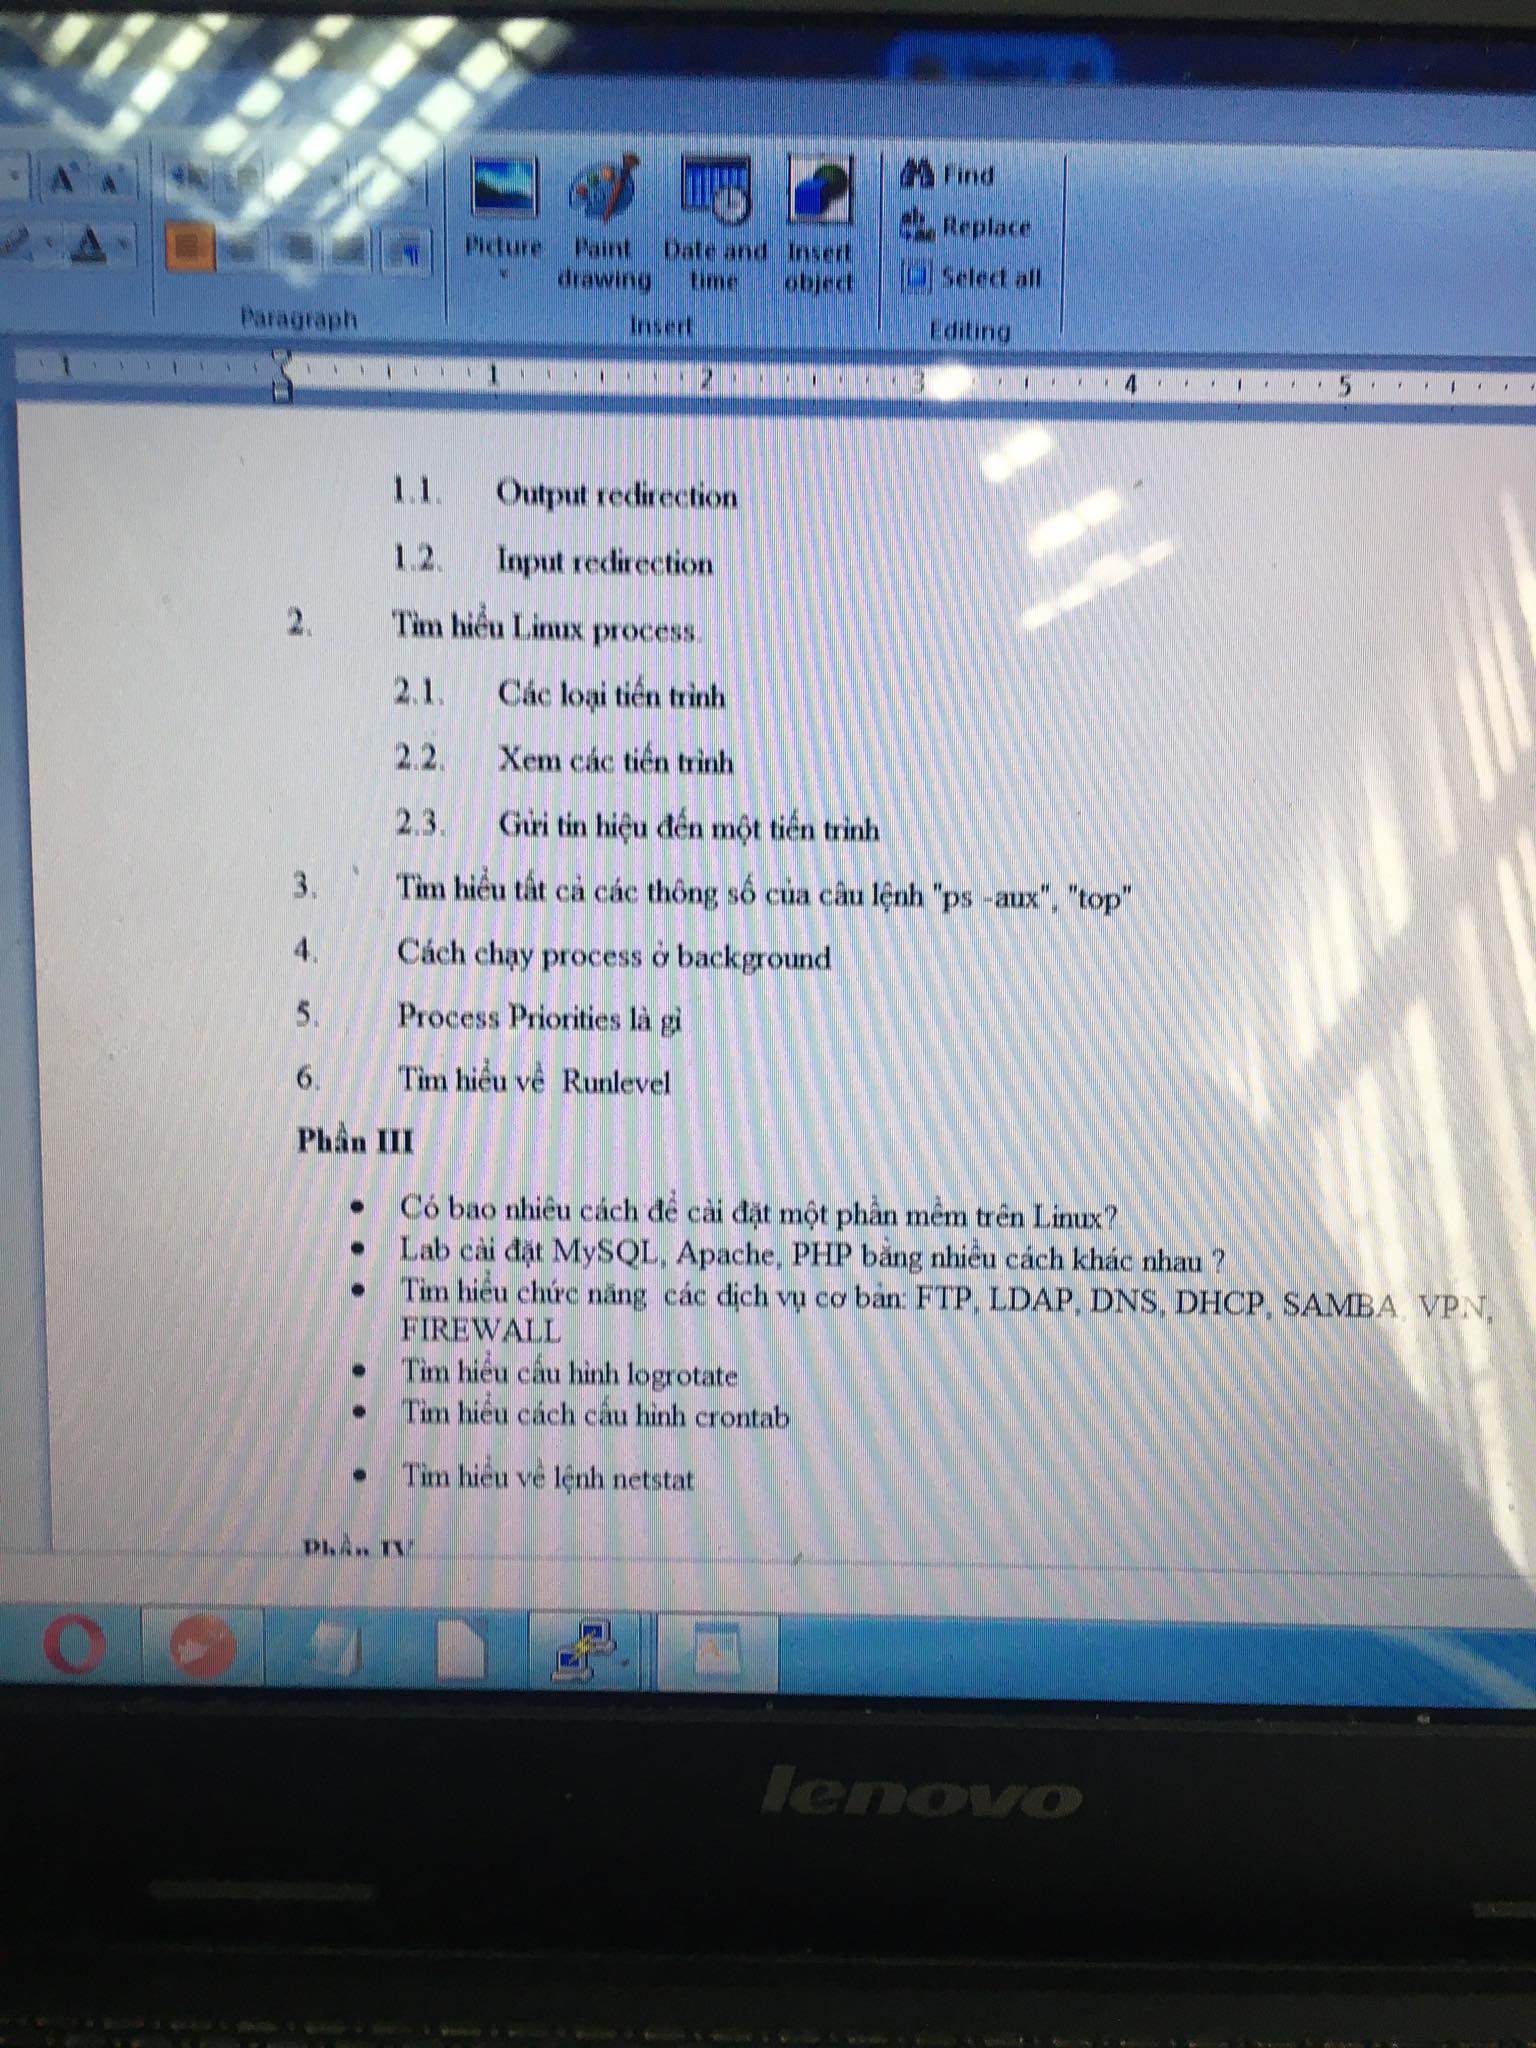 Find
Replace
Select all
Picture
Paint drawing
Date and time
Insert object
Paragraph
Insert
Editing
1 1 2 3 4 5
1.1. Output redirection
1.2. Input redirection
2. Tìm hiểu Linux process.
2.1. Các loại tiến trình
2.2. Xem các tiến trình
2.3. Gửi tin hiệu đến một tiến trình
3. Tìm hiểu tất cả các thông số của câu lệnh "ps -aux", "top"
4. Cách chạy process ở background
5. Process Priorities là gì
6. Tìm hiểu về Runlevel
Phần III
• Có bao nhiêu cách để cài đặt một phần mềm trên Linux?
• Lab cài đặt MySQL, Apache, PHP bằng nhiều cách khác nhau ?
• Tìm hiểu chức năng các dịch vụ cơ bản: FTP, LDAP, DNS, DHCP, SAMBA, VPN,
FIREWALL
• Tìm hiểu cấu hình logrotate
• Tìm hiểu cách cấu hình crontab
• Tìm hiểu về lệnh netstat
Phần IV
lenovo